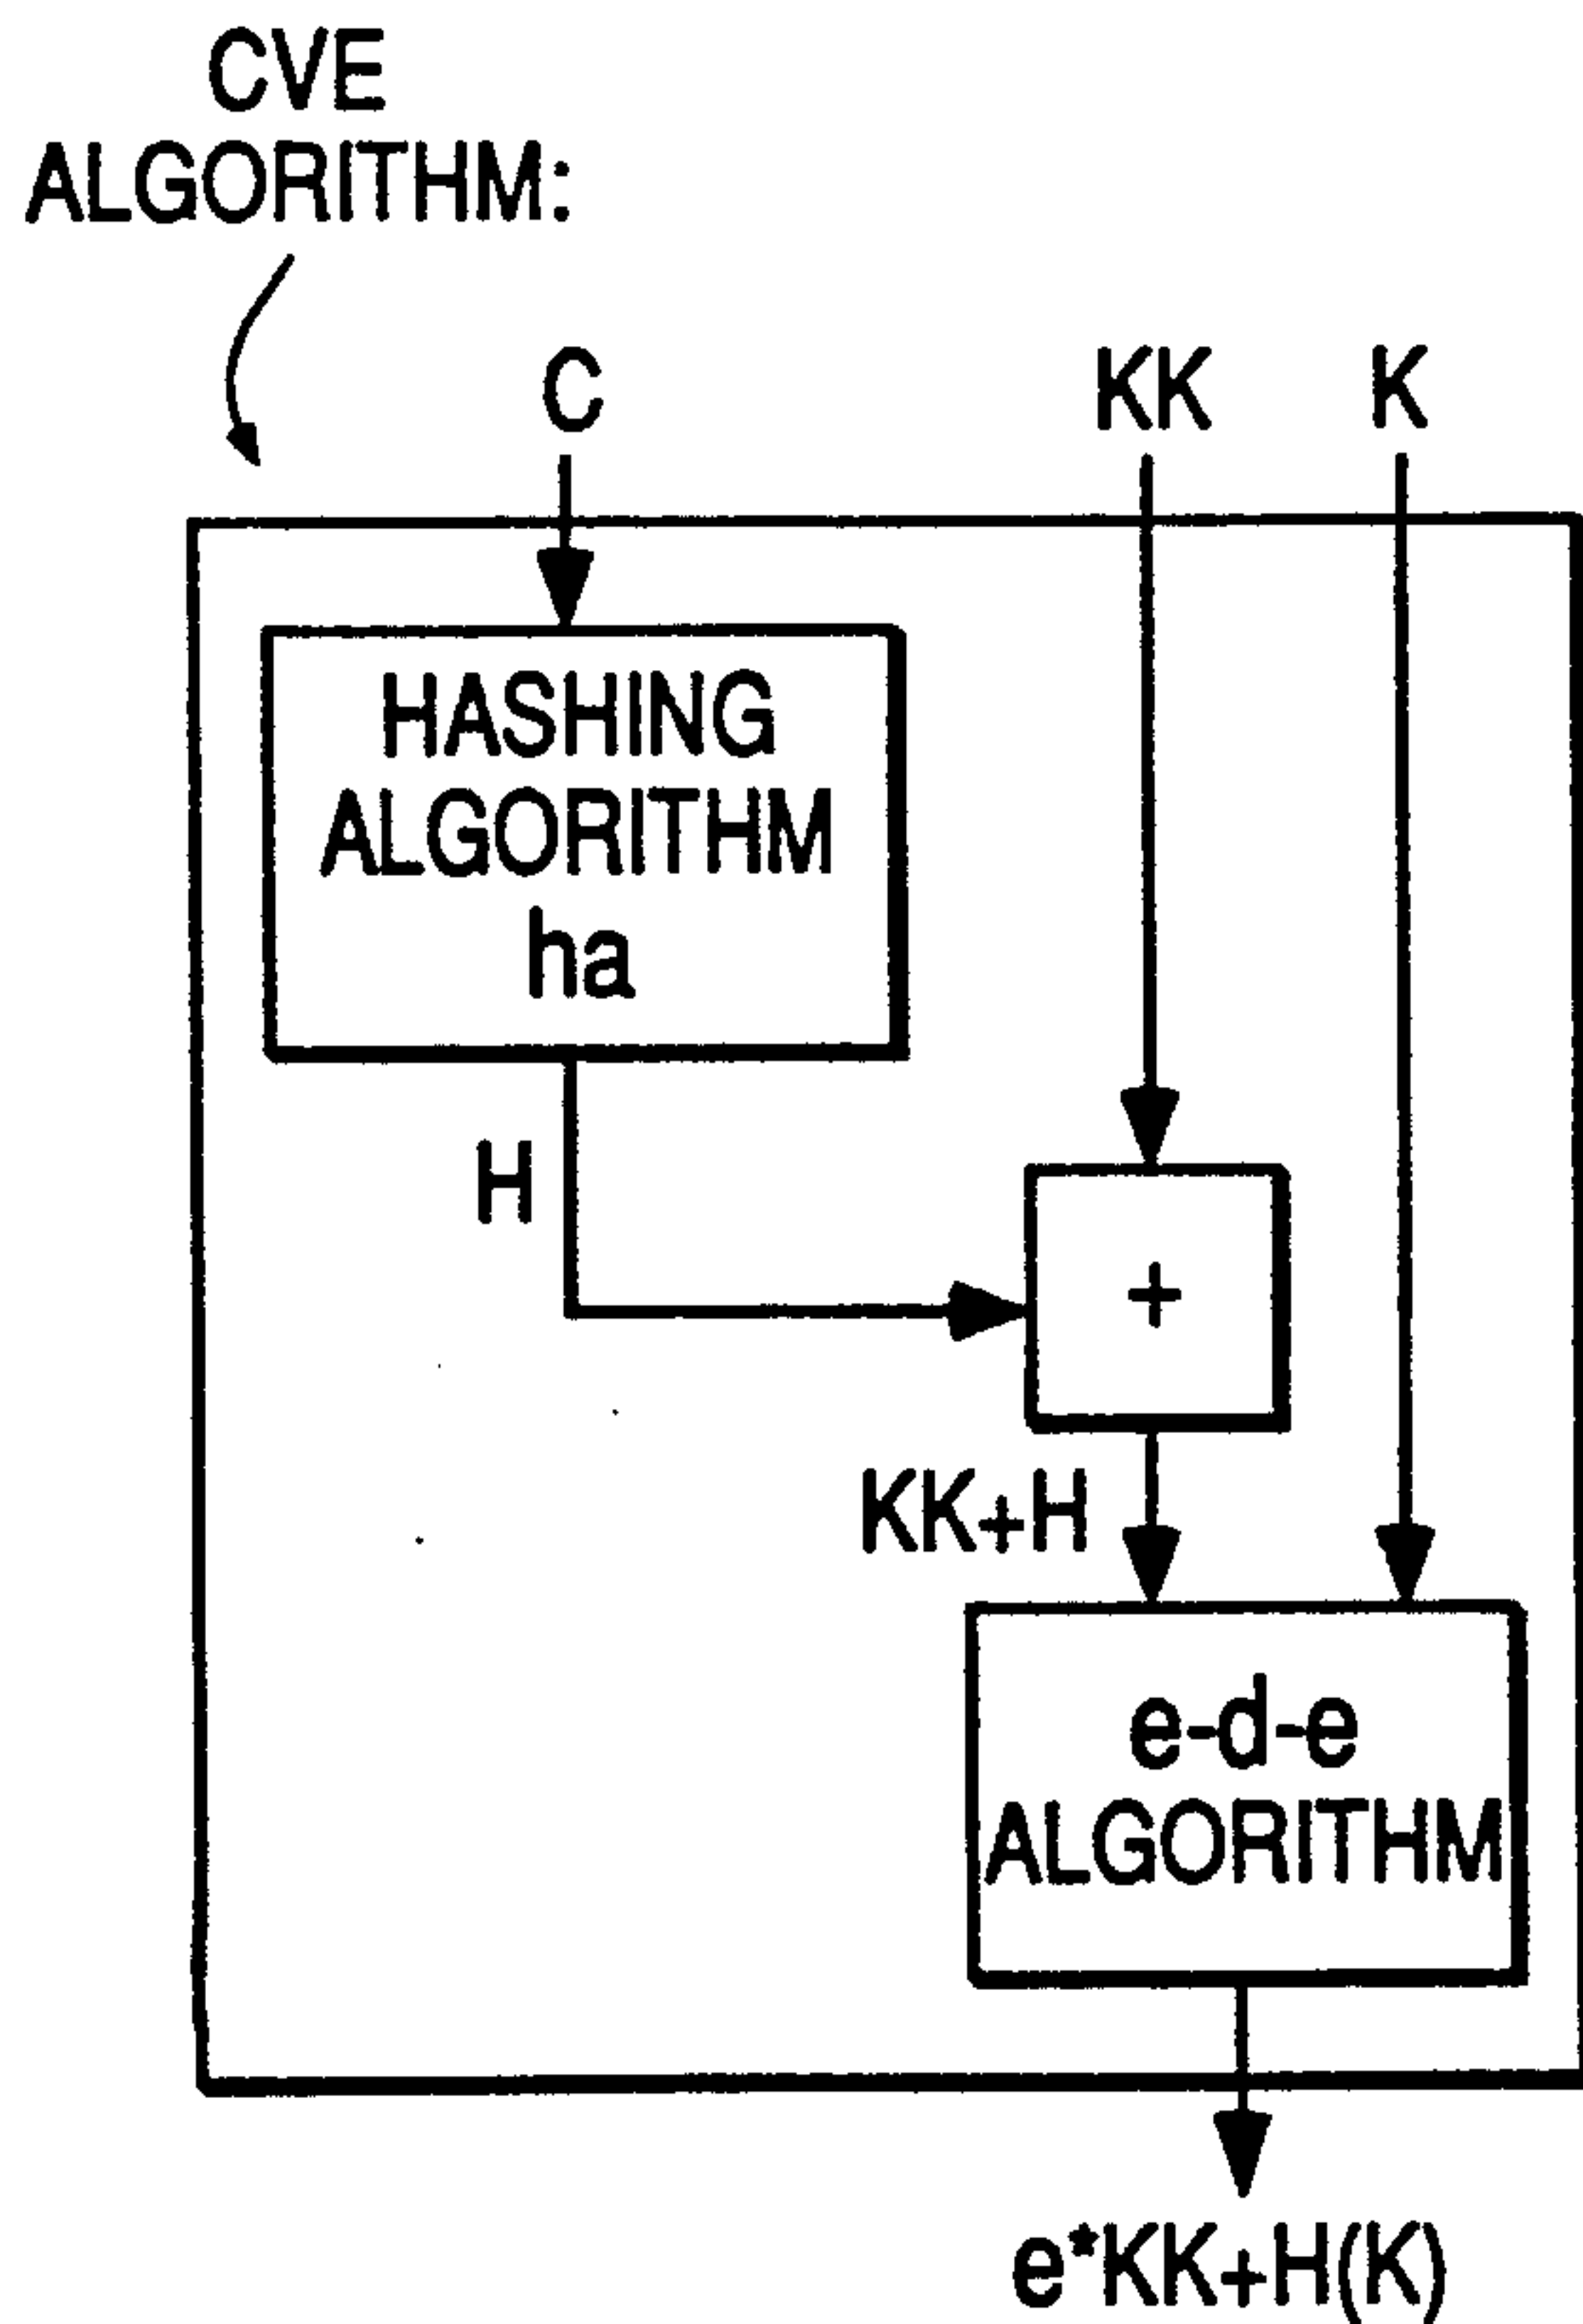 CVE
ALGORITHM:
C
KK
K
HASHING
ALGORITHM
ha
H
+
KK+H
e-d-e
ALGORITHM
e*KK+H(K)